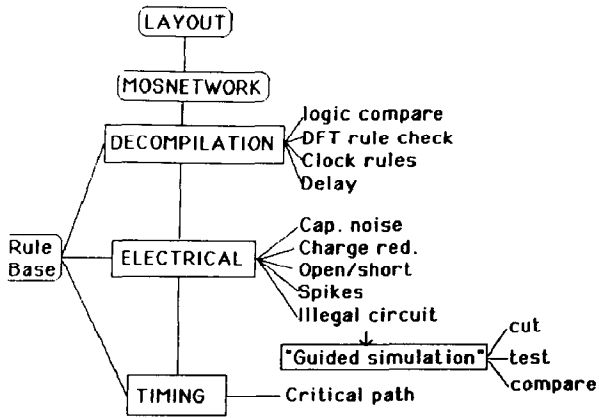 LAYOUT
MOSNETWORK
DECOMPILATION
logic compare
DFT rule check
Clock rules
Delay
Rule
Base
ELECTRICAL
Cap. noise
Charge red.
Open/short
Spikes
Illegal circuit
"Guided simulation"
cut
test
compare
TIMING
Critical path